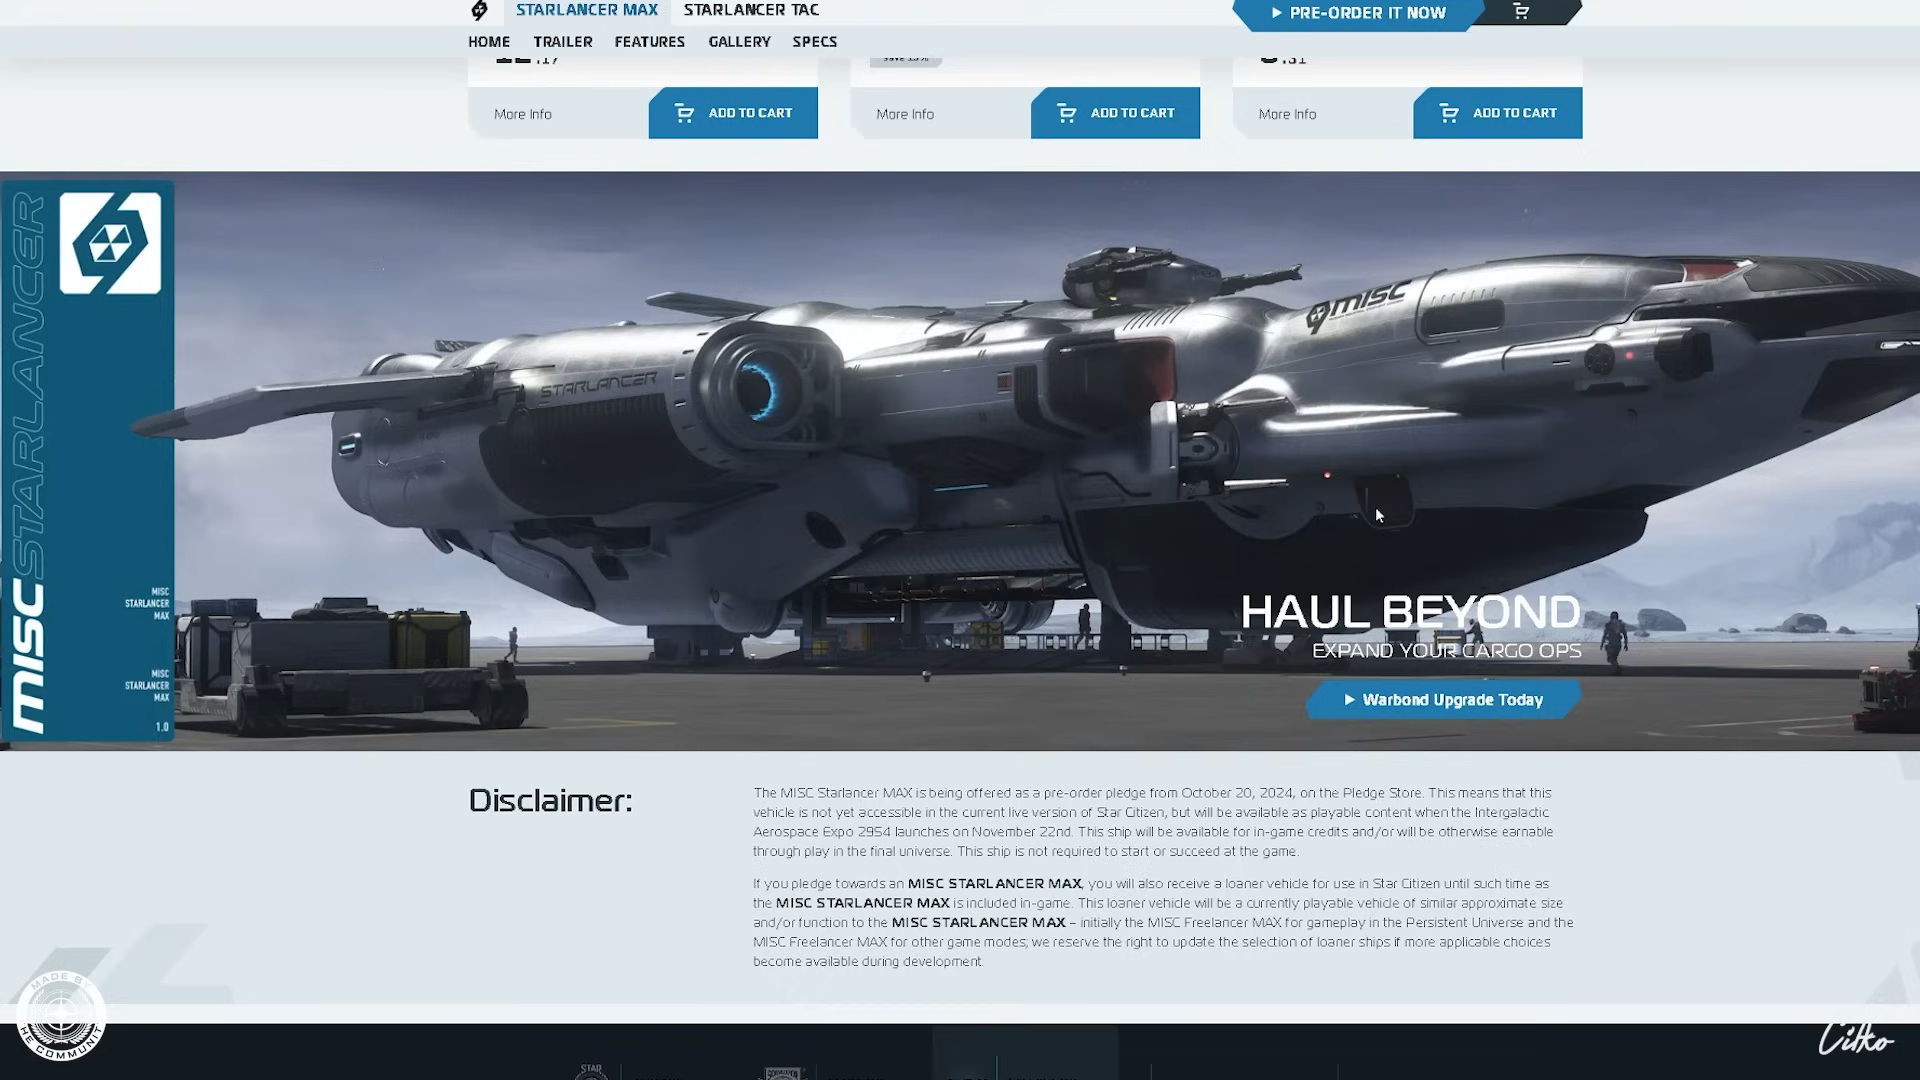 STARLANCER MAX STARLANCER TAC
PRE-ORDER IT NOW
HOME TRAILER FEATURES GALLERY SPECS
More Info ADD TO CART More Info ADD TO CART More Info ADD TO CART
MISC STARLANCER
MISC
STARLANCER
MAX
MISC
STARLANCER
MAX
1.0
MISC
STARLANCER
HAUL BEYOND
EXPAND YOUR CARGO OPS
Warbond Upgrade Today
Disclaimer:
The MISC Starlancer MAX is being offered as a pre-order pledge from October 20, 2024, on the Pledge Store. This means that this
vehicle is not yet accessible in the current live version of Star Citizen, but will be available as playable content when the Intergalactic
Aerospace Expo 2954 launches on November 22nd. This ship will be available for in-game credits and/or will be otherwise earnable
through play in the final universe. This ship is not required to start or succeed at the game.
If you pledge towards an MISC STARLANCER MAX, you will also receive a loaner vehicle for use in Star Citizen until such time as
the MISC STARLANCER MAX is included in-game. This loaner vehicle will be a currently playable vehicle of similar approximate size
and/or function to the MISC STARLANCER MAX – initially the MISC Freelancer MAX for gameplay in the Persistent Universe and the
MISC Freelancer MAX for other game modes; we reserve the right to update the selection of loaner ships if more applicable choices
become available during development.
MADE BY
THE COMMUNITY
Citko
STAR